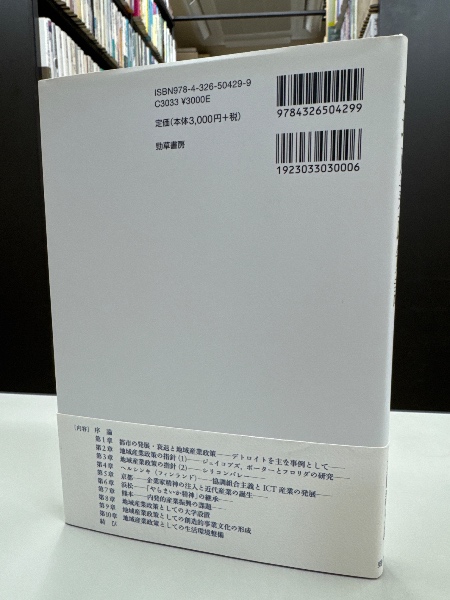 ISBN978-4-326-50429-9
C3033 ¥3000E
定価(本体3,000円+税)
勁草書房
9784326504299
1923033030006
[内容] 序 論
第1章 都市の発展・衰退と地域産業政策——デトロイトを主な事例として——
第2章 地域産業政策の指針(1)——ジェイコブズ、ポーターとフロリダの研究——
第3章 地域産業政策の指針(2)——シリコンバレー——
第4章 ヘルシンキ(フィンランド)——協調組合主義とICT産業の発展——
第5章 京都——企業家精神の注入と近代産業の誕生——
第6章 浜松——「やらまいか精神」の継承——
第7章 熊本——内発的産業振興の課題——
第8章 地域産業政策としての大学設置
第9章 地域産業政策としての創造的事業文化の形成
第10章 地域産業政策としての生活環境整備
結 び